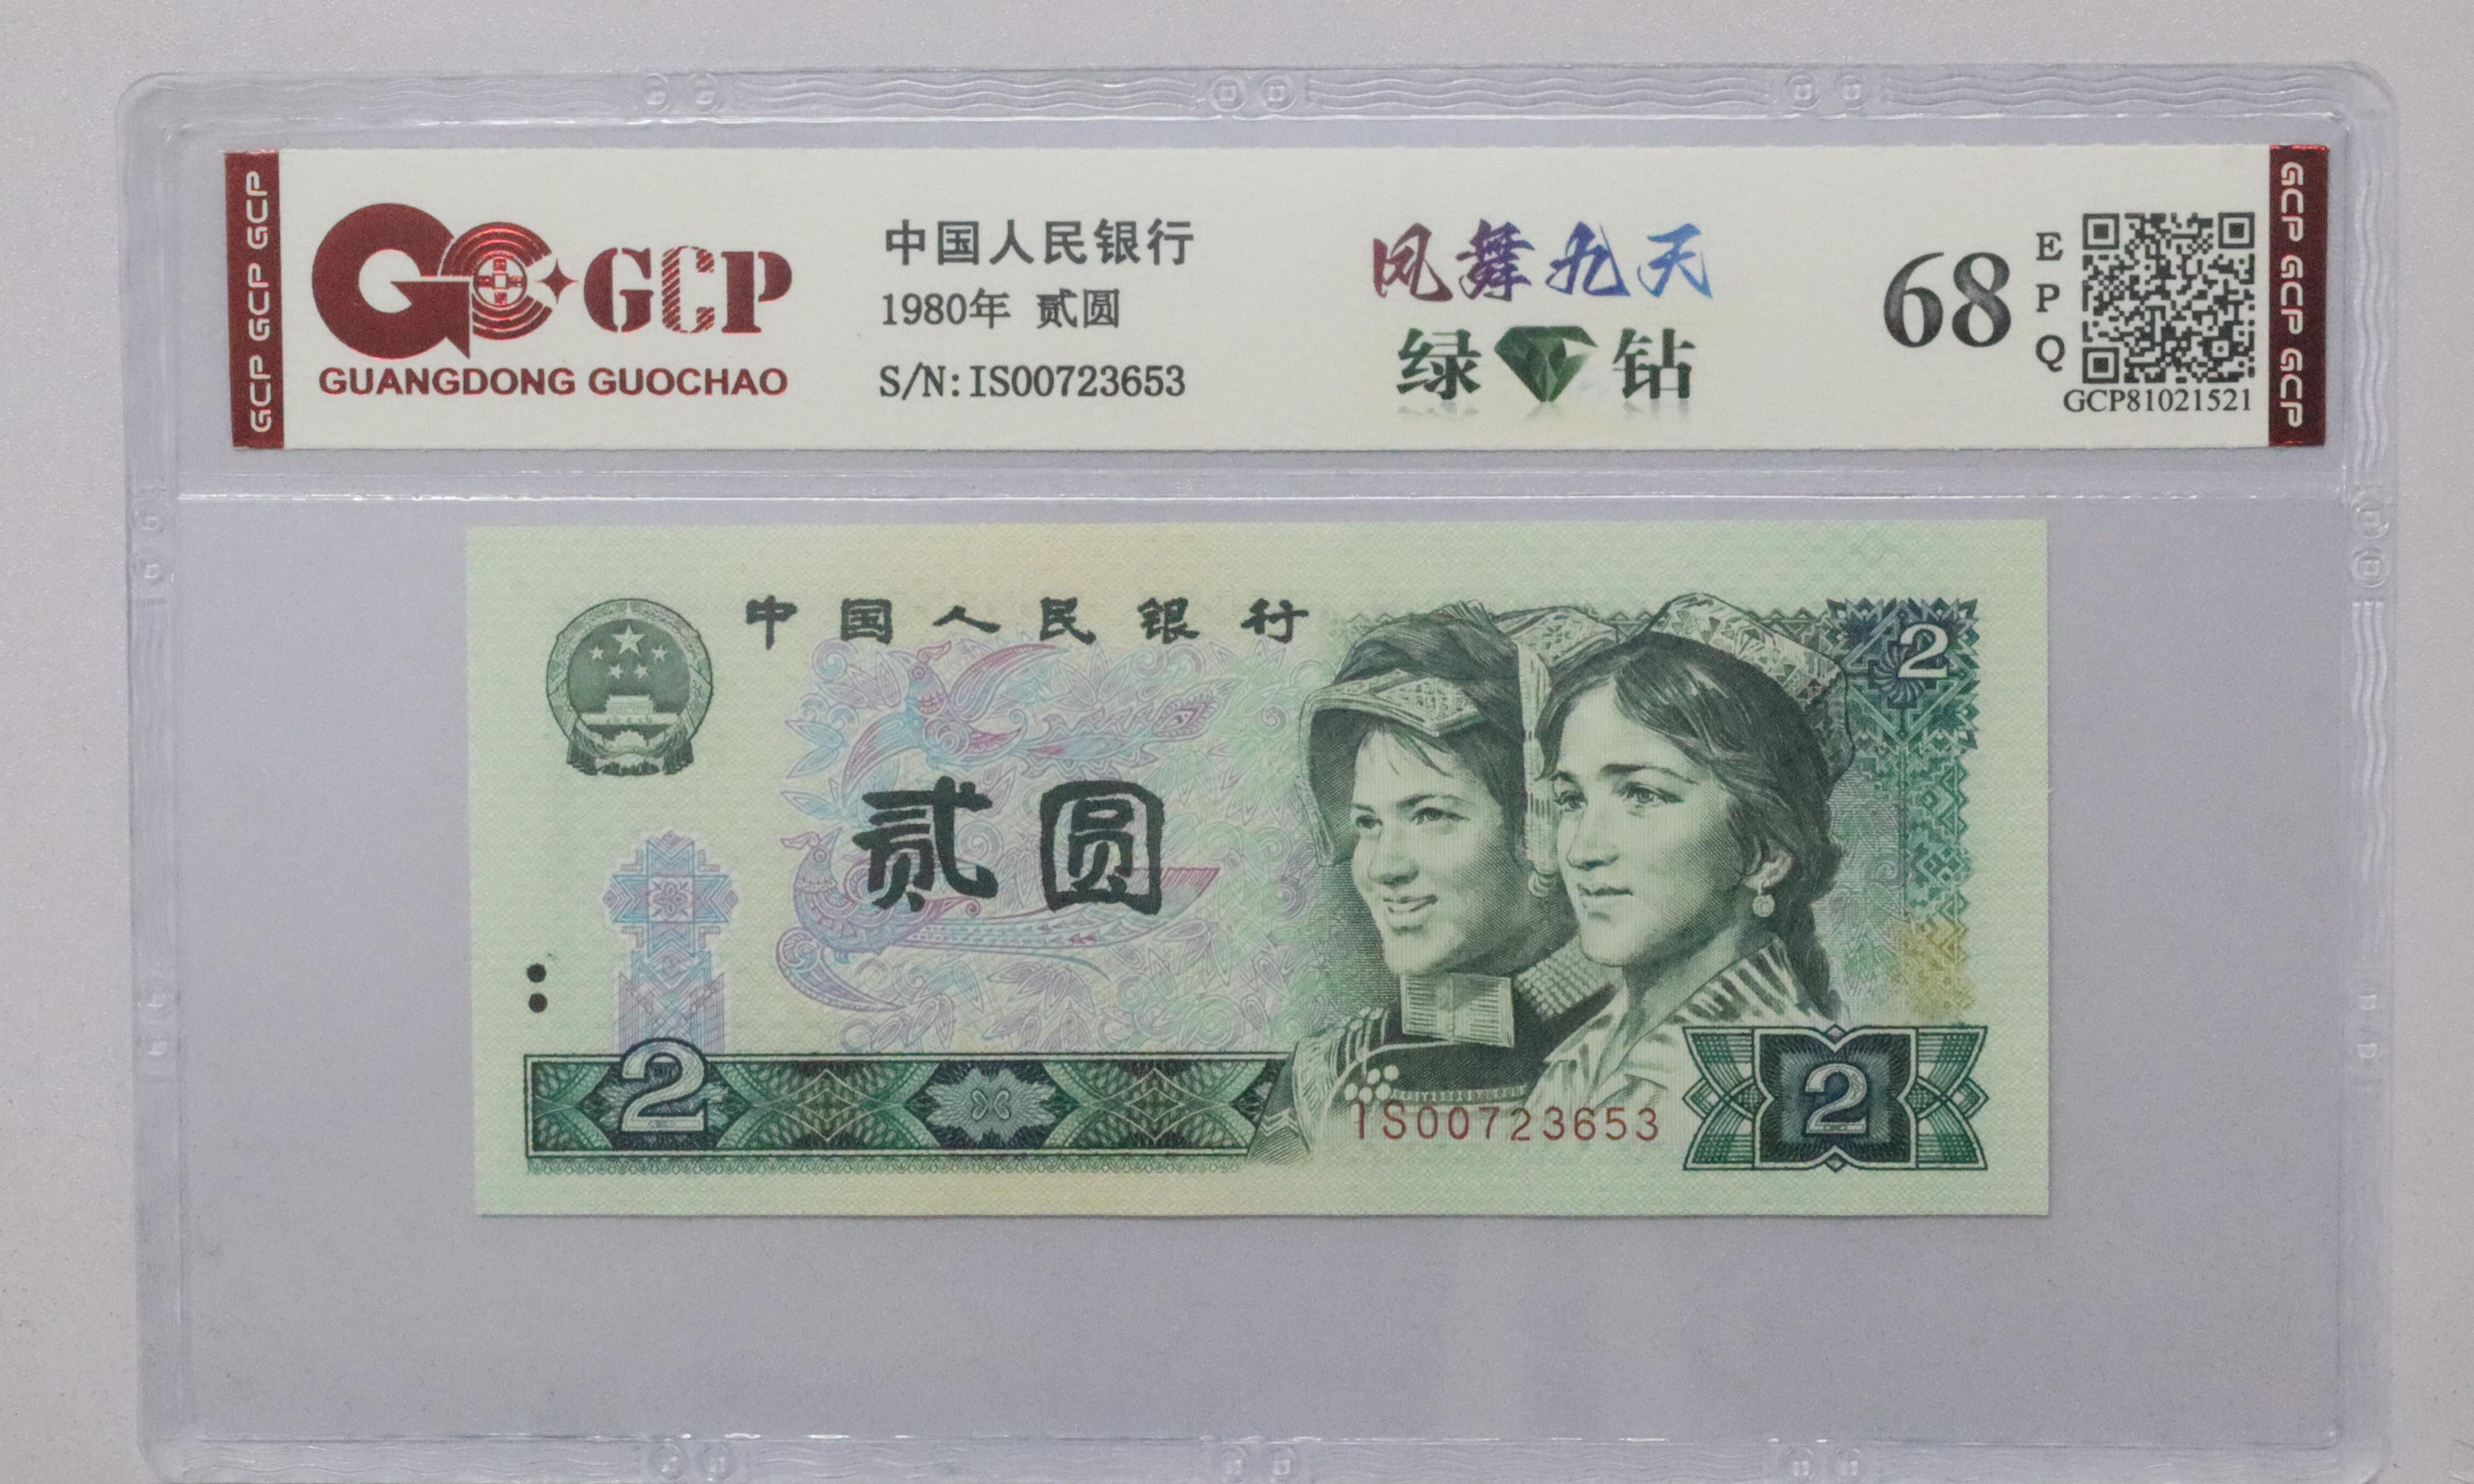 GCP GCP GCP
GCP
GUANGDONG GUOCHAO
中国人民银行
1980年 贰圆
S/N:IS00723653
凤舞九天
绿钻
68
EPQ
GCP81021521
GCP GCP GCP
中国人民银行
2
贰圆
2
IS00723653
2